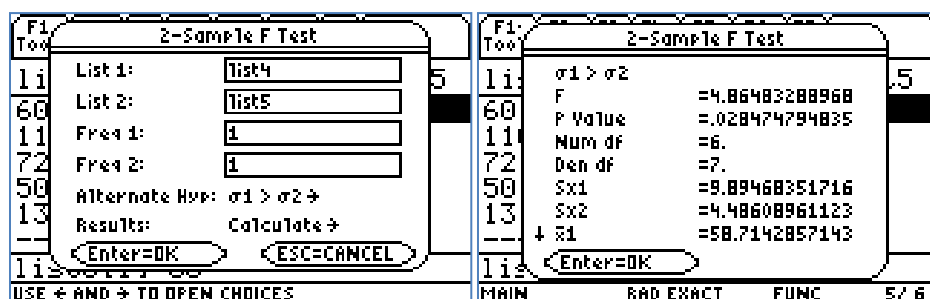 F1
Too
2-Sample F Test
List 1: list4
List 2: list5
Freq 1: 1
Freq 2: 1
Alternate Hyp: σ1 > σ2→
Results: Calculate→
Enter=OK
ESC=CANCEL
li
5
60
11
72
50
13
---
USE ← AND → TO OPEN CHOICES
F1
Too
2-Sample F Test
σ1 > σ2
F =4.86483288968
P Value =.028474794835
Num df =6.
Den df =7.
Sx1 =9.89468351716
Sx2 =4.48608961123
↓ x̄1 =58.7142857143
Enter=OK
li
.5
60
11
72
50
13
---
MAIN RAD EXACT FUNC 5/6